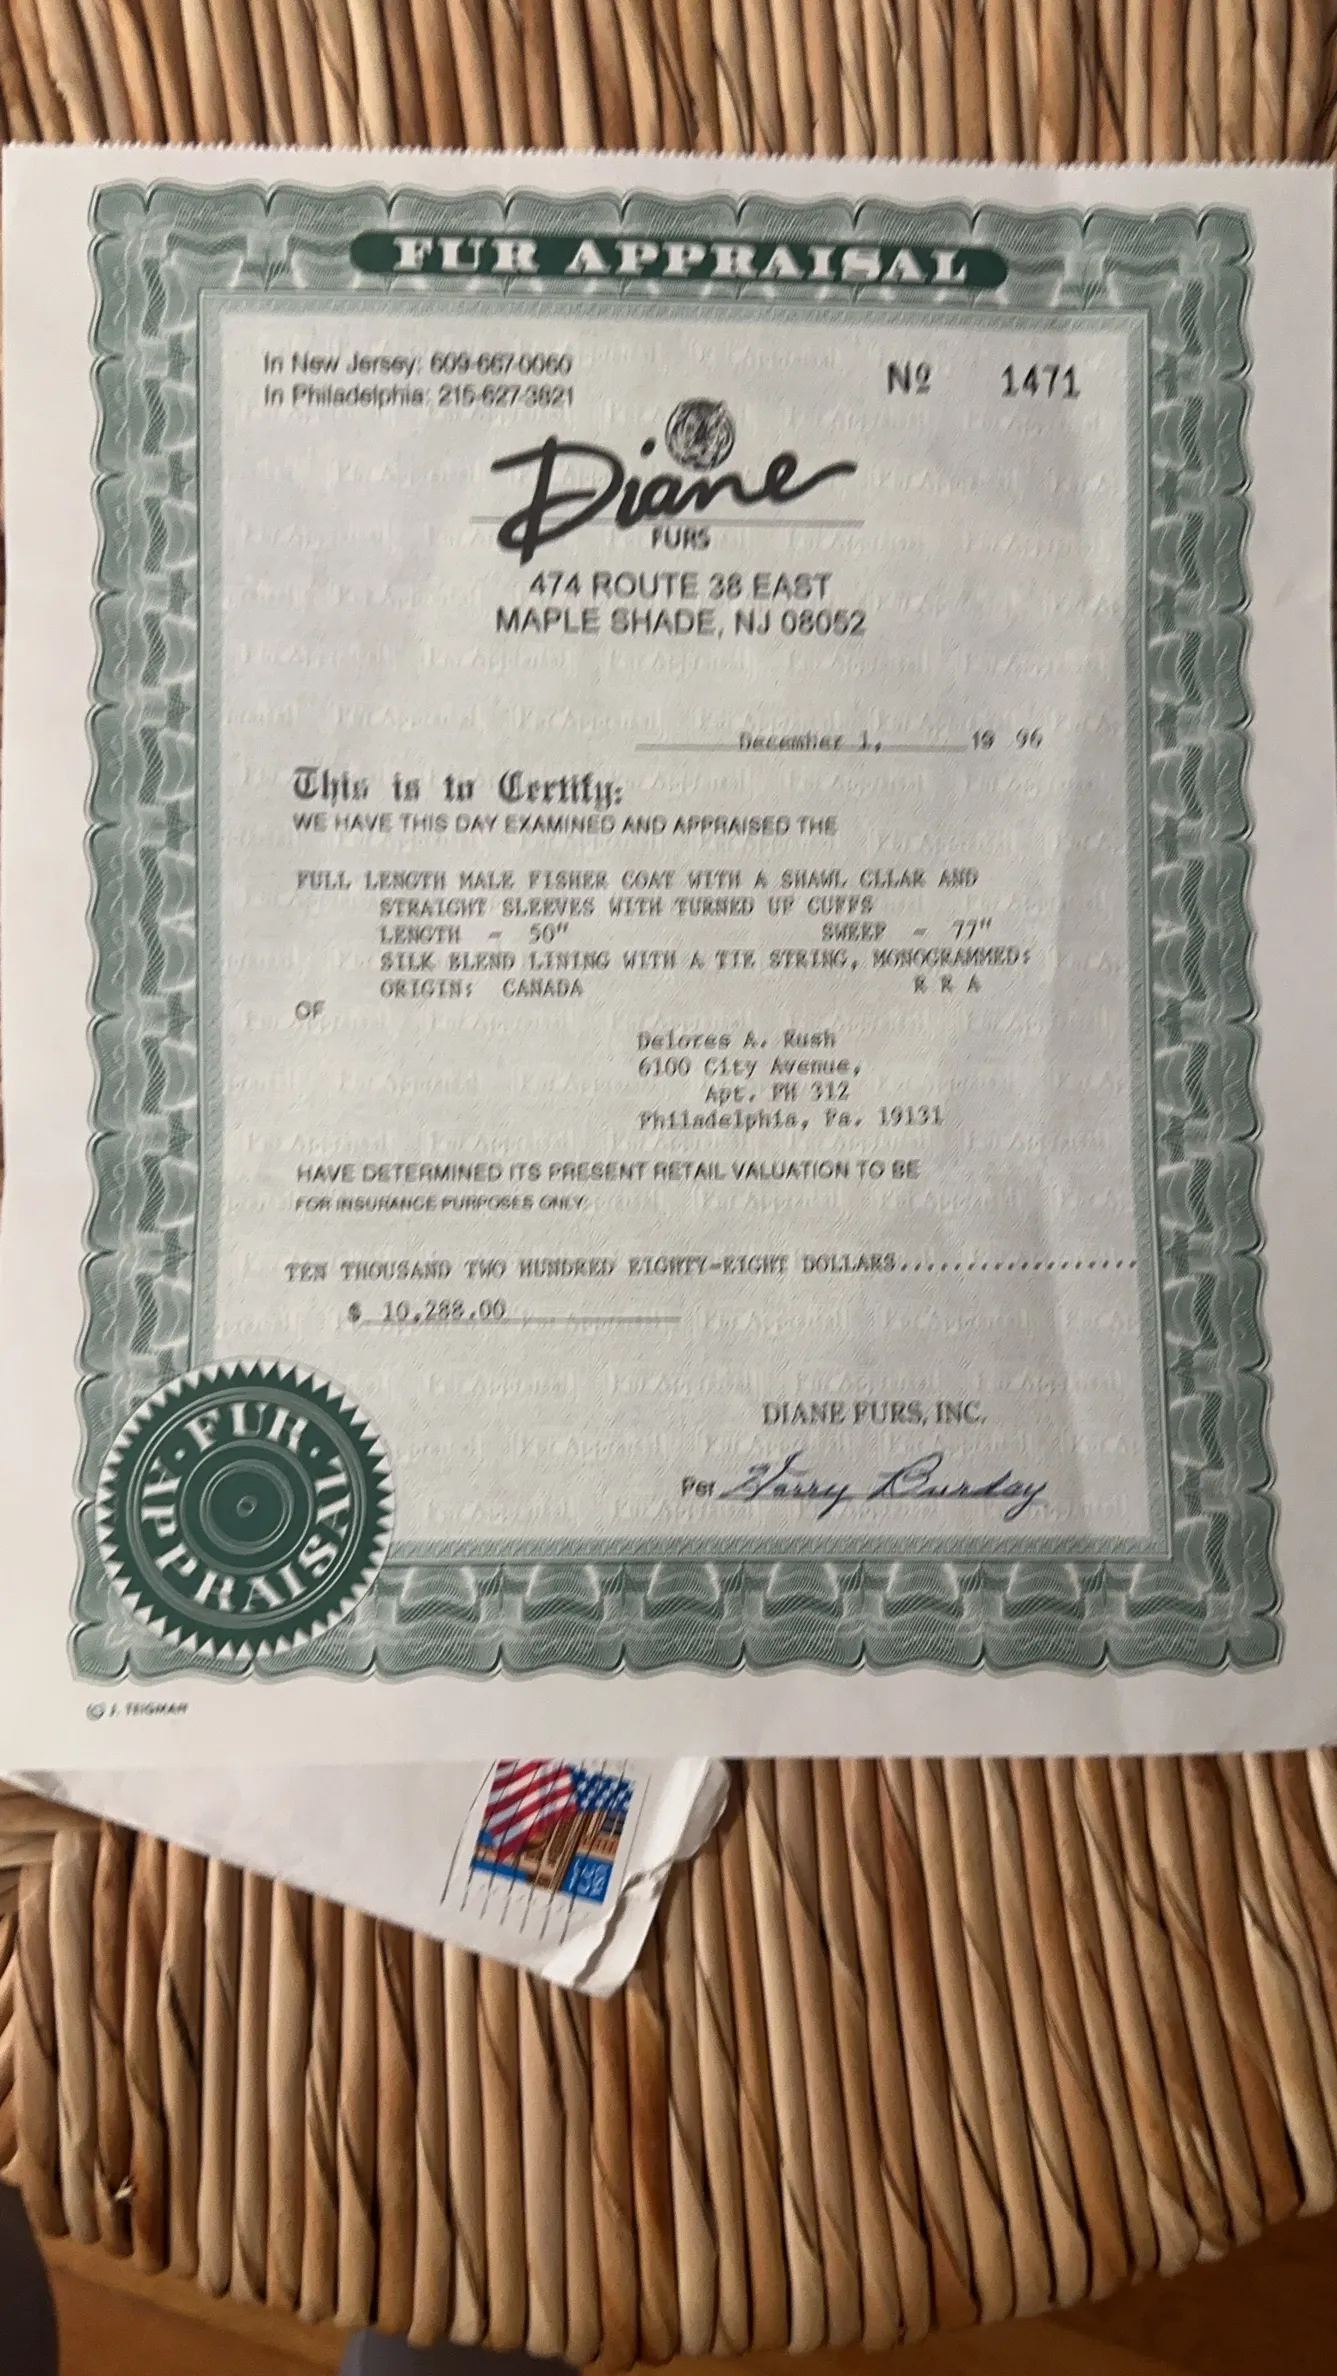 FUR APPRAISAL
In New Jersey: 609-667-0060
In Philadelphia: 215-627-3821
Nº 1471
Diane
FURS
474 ROUTE 38 EAST
MAPLE SHADE, NJ 08052
December 1, 19 96
This is to Certify:
WE HAVE THIS DAY EXAMINED AND APPRAISED THE
FULL LENGTH MALE FISHER COAT WITH A SHAWL CLLAR AND
STRAIGHT SLEEVES WITH TURNED UP CUFFS
LENGTH - 50" SWEEP - 77"
SILK BLEND LINING WITH A TIE STRING, MONOGRAMMED:
ORIGIN: CANADA R R A
OF
Delores A. Rush
6100 City Avenue,
Apt. PH 312
Philadelphia, Pa. 19131
HAVE DETERMINED ITS PRESENT RETAIL VALUATION TO BE
FOR INSURANCE PURPOSES ONLY:
TEN THOUSAND TWO HUNDRED EIGHTY-EIGHT DOLLARS..................
$ 10,288.00
DIANE FURS, INC.
Per Harry Burday
FUR APPRAISAL
© J. TEIGMAN